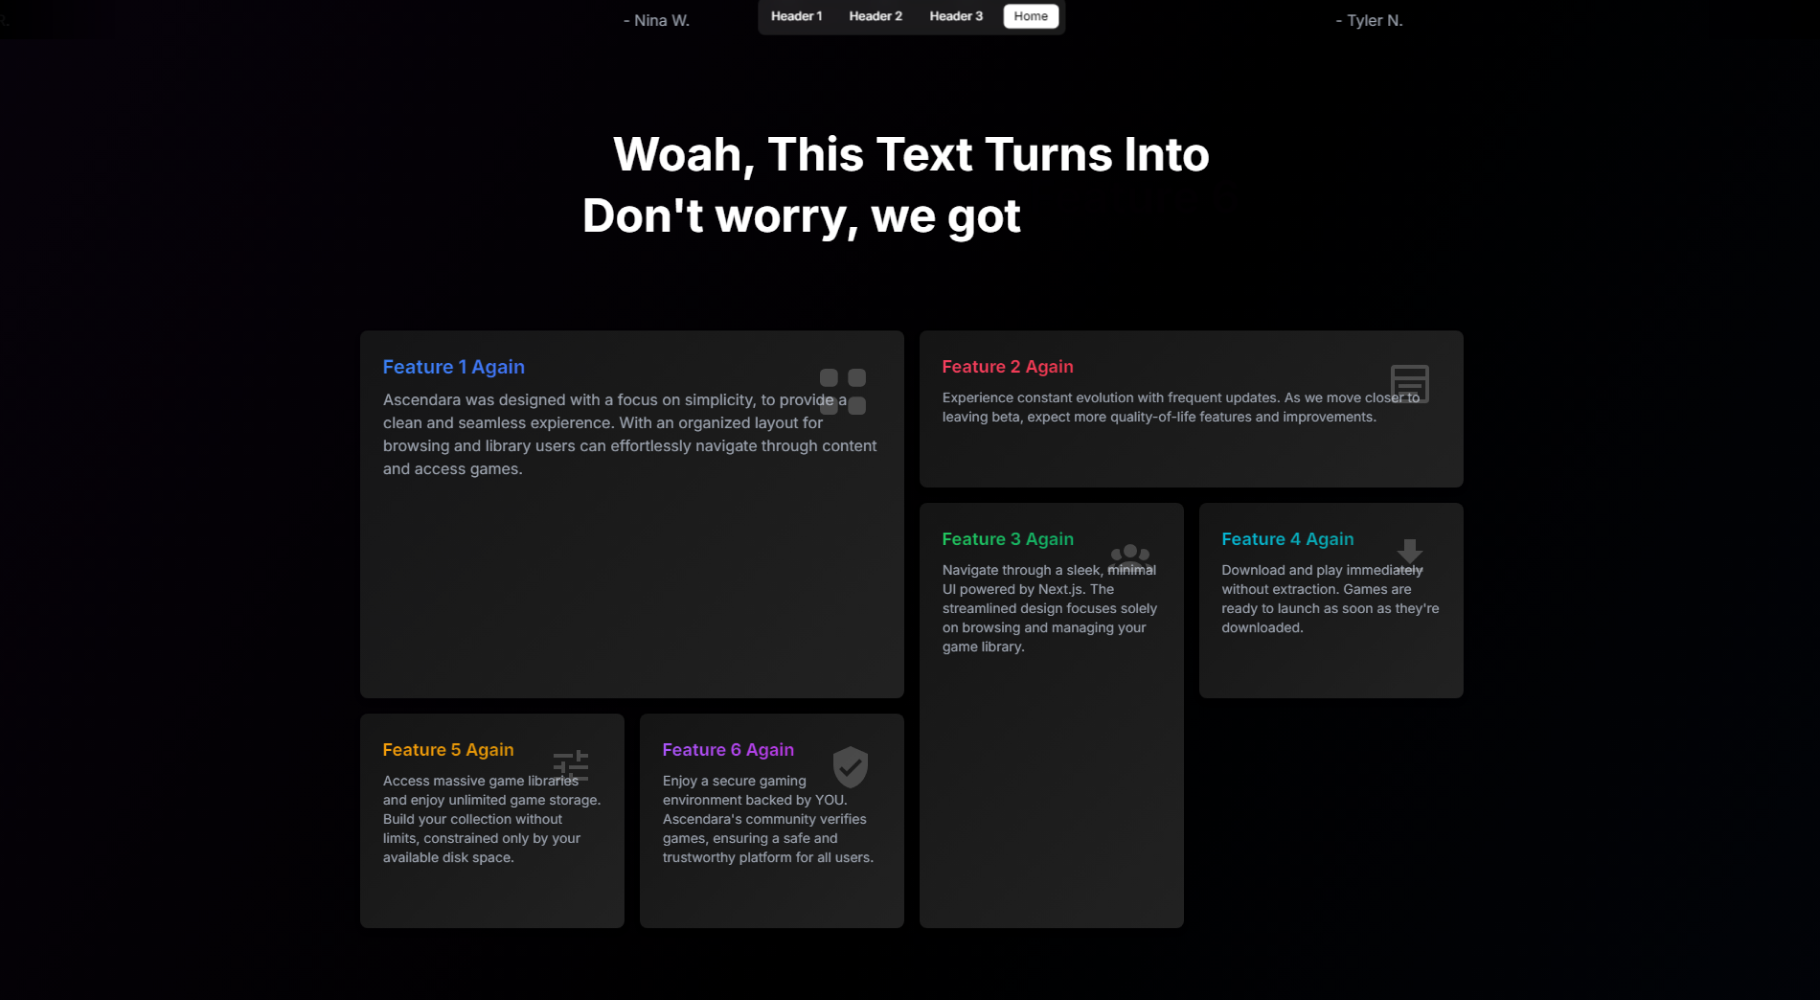 - Nina W.
Header 1 Header 2 Header 3 Home
- Tyler N.
Woah, This Text Turns Into
Don't worry, we got
Feature 1 Again
Ascendara was designed with a focus on simplicity, to provide a
clean and seamless expierence. With an organized layout for
browsing and library users can effortlessly navigate through content
and access games.
Feature 2 Again
Experience constant evolution with frequent updates. As we move closer to
leaving beta, expect more quality-of-life features and improvements.
Feature 3 Again
Navigate through a sleek, minimal
UI powered by Next.js. The
streamlined design focuses solely
on browsing and managing your
game library.
Feature 4 Again
Download and play immediately
without extraction. Games are
ready to launch as soon as they're
downloaded.
Feature 5 Again
Access massive game libraries
and enjoy unlimited game storage.
Build your collection without
limits, constrained only by your
available disk space.
Feature 6 Again
Enjoy a secure gaming
environment backed by YOU.
Ascendara's community verifies
games, ensuring a safe and
trustworthy platform for all users.